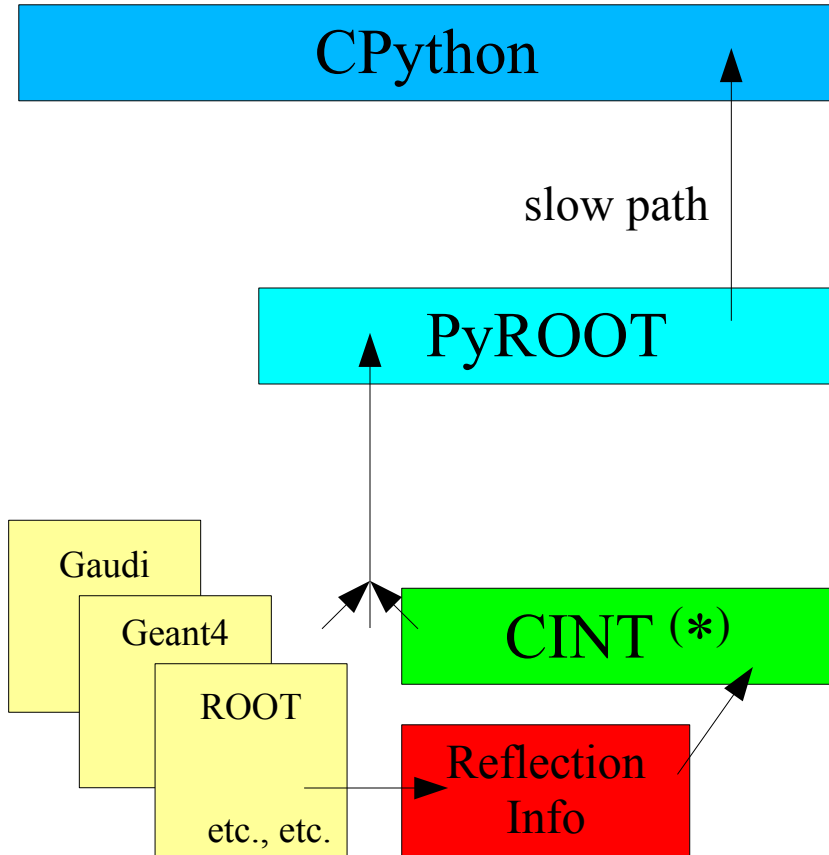 CPython
slow path
PyROOT
Gaudi
Geant4
ROOT
etc., etc.
CINT (*)
Reflection
Info